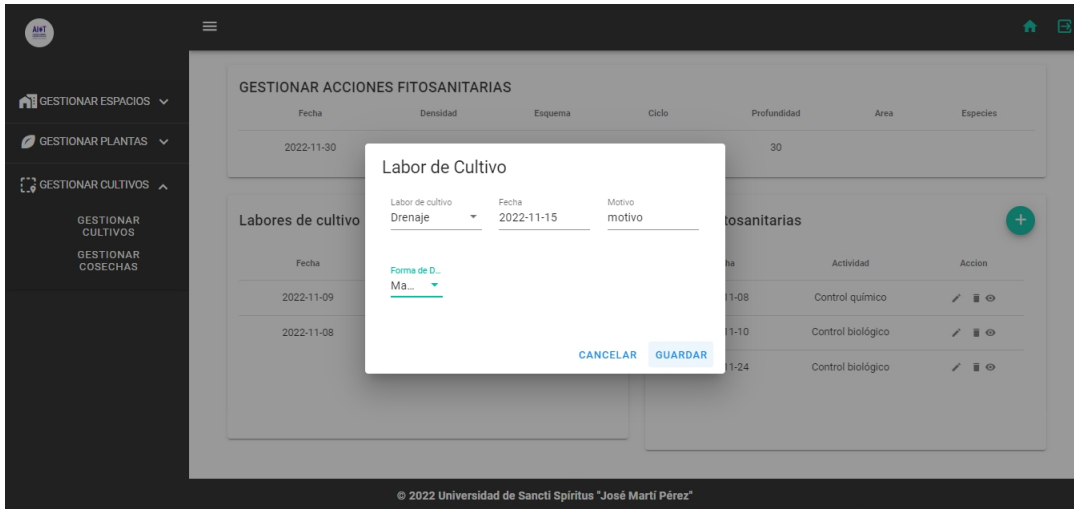 AIoT
GESTIONAR ESPACIOS
GESTIONAR PLANTAS
GESTIONAR CULTIVOS
GESTIONAR
CULTIVOS
GESTIONAR
COSECHAS
GESTIONAR ACCIONES FITOSANITARIAS
Fecha Densidad Esquema Ciclo Profundidad Area Especies
2022-11-30 30
Labor de Cultivo
Labor de cultivo Fecha Motivo
Drenaje 2022-11-15 motivo
Forma de D...
Ma...
CANCELAR GUARDAR
Labores de cultivo
Fecha
2022-11-09
2022-11-08
tosanitarias
+
ha Actividad Accion
11-08 Control químico
11-10 Control biológico
11-24 Control biológico
© 2022 Universidad de Sancti Spíritus "José Martí Pérez"